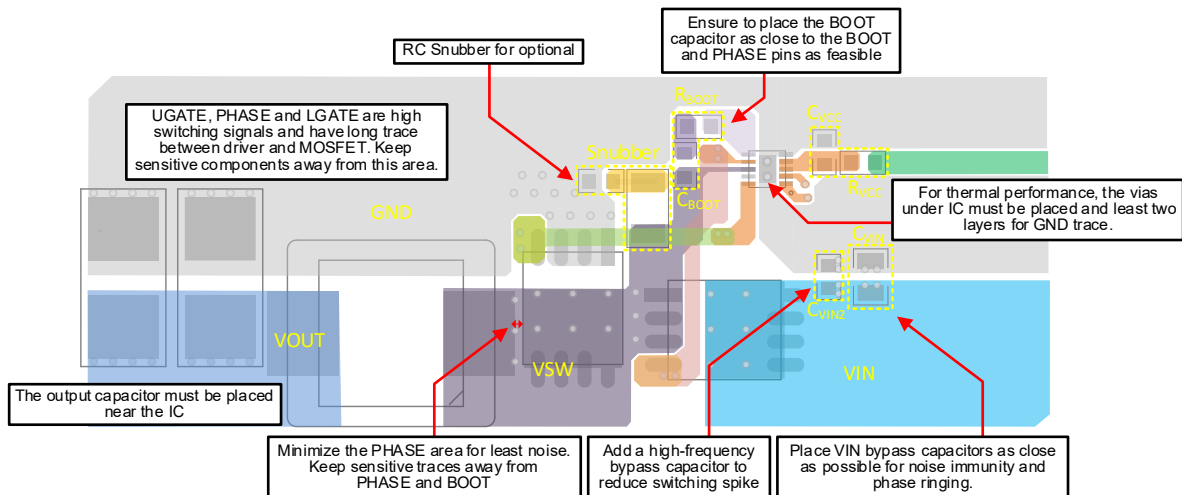 Ensure to place the BOOT
capacitor as close to the BOOT
and PHASE pins as feasible
RC Snubber for optional
UGATE, PHASE and LGATE are high
switching signals and have long trace
between driver and MOSFET. Keep
sensitive components away from this area.
RBOOT
CVCC
Snubber
RVCC
CBOOT
For thermal performance, the vias
under IC must be placed and least two
layers for GND trace.
GND
CVIN
CVIN2
VOUT
VSW
VIN
The output capacitor must be placed
near the IC
Minimize the PHASE area for least noise.
Keep sensitive traces away from
PHASE and BOOT
Add a high-frequency
bypass capacitor to
reduce switching spike
Place VIN bypass capacitors as close
as possible for noise immunity and
phase ringing.